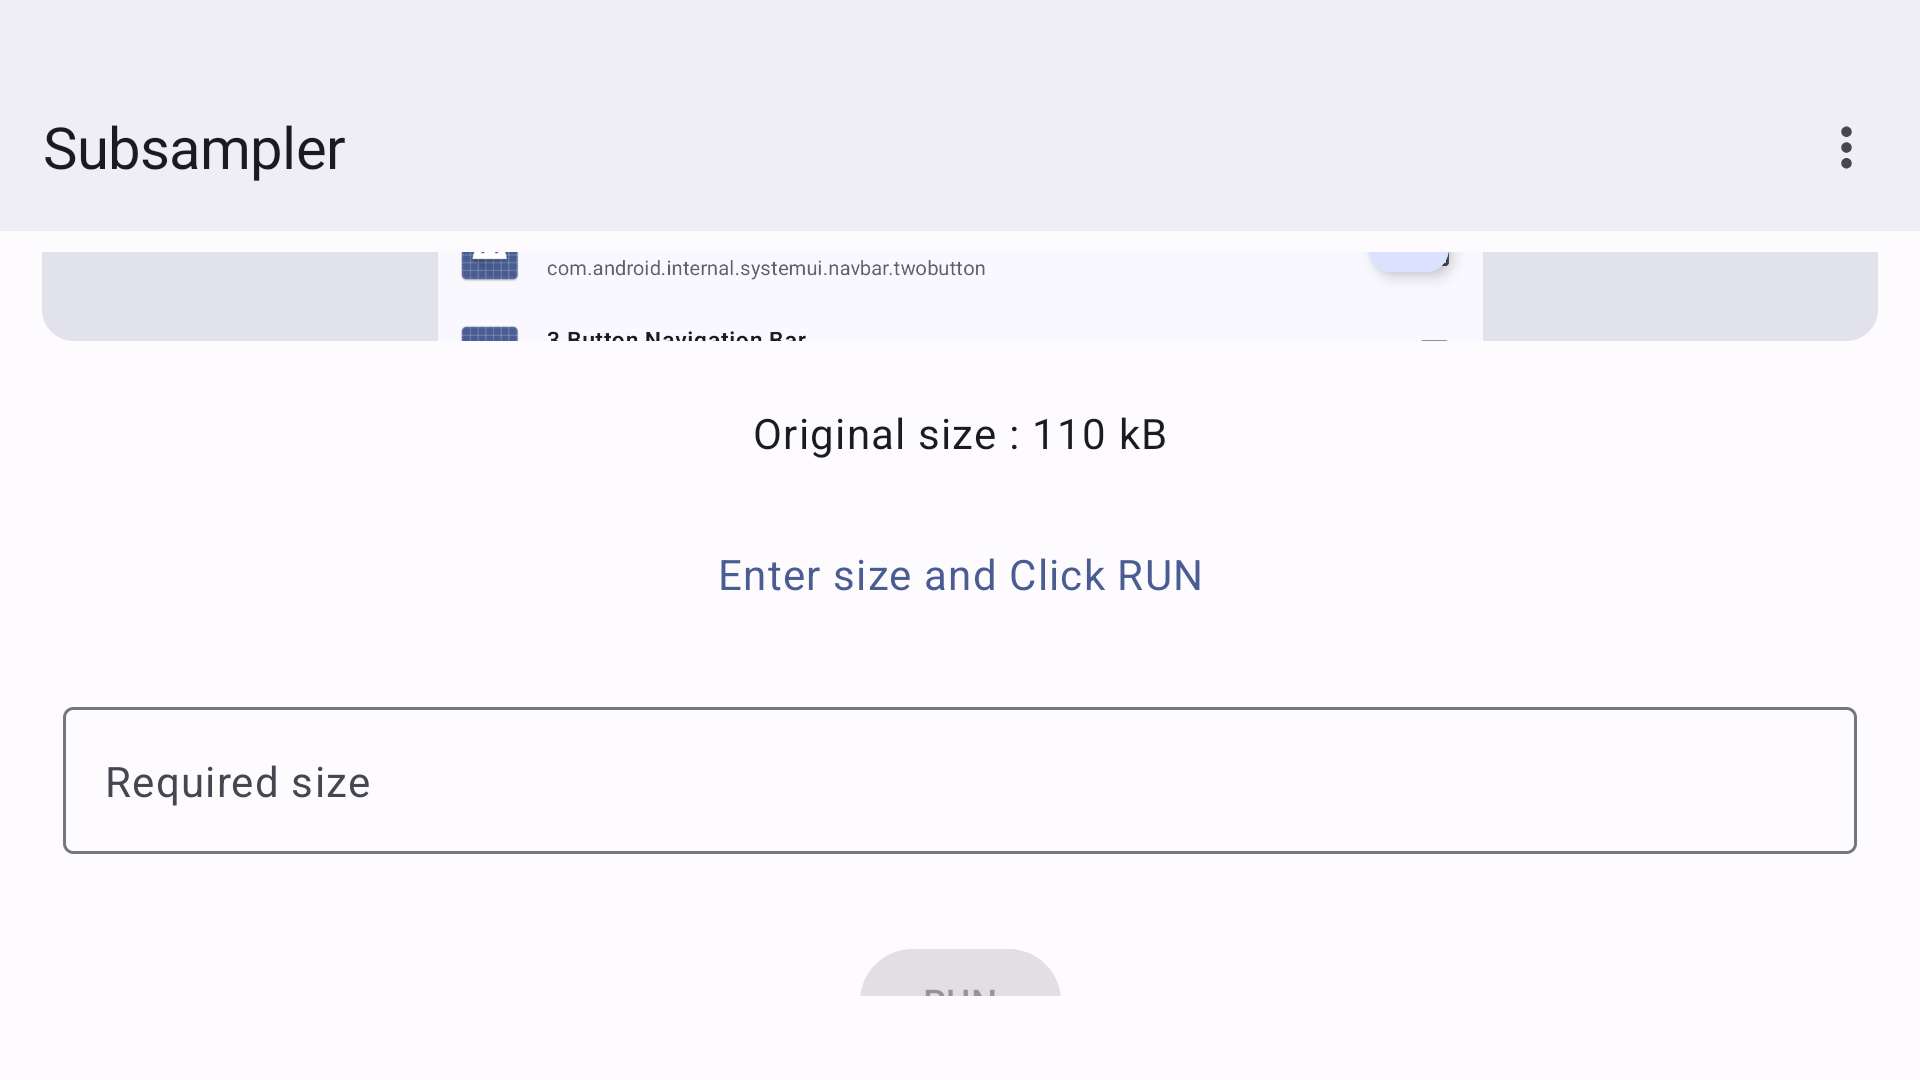 Subsampler
com.android.internal.systemui.navbar.twobutton
3 Button Navigation Bar
Original size : 110 kB
Enter size and Click RUN
Required size
RUN